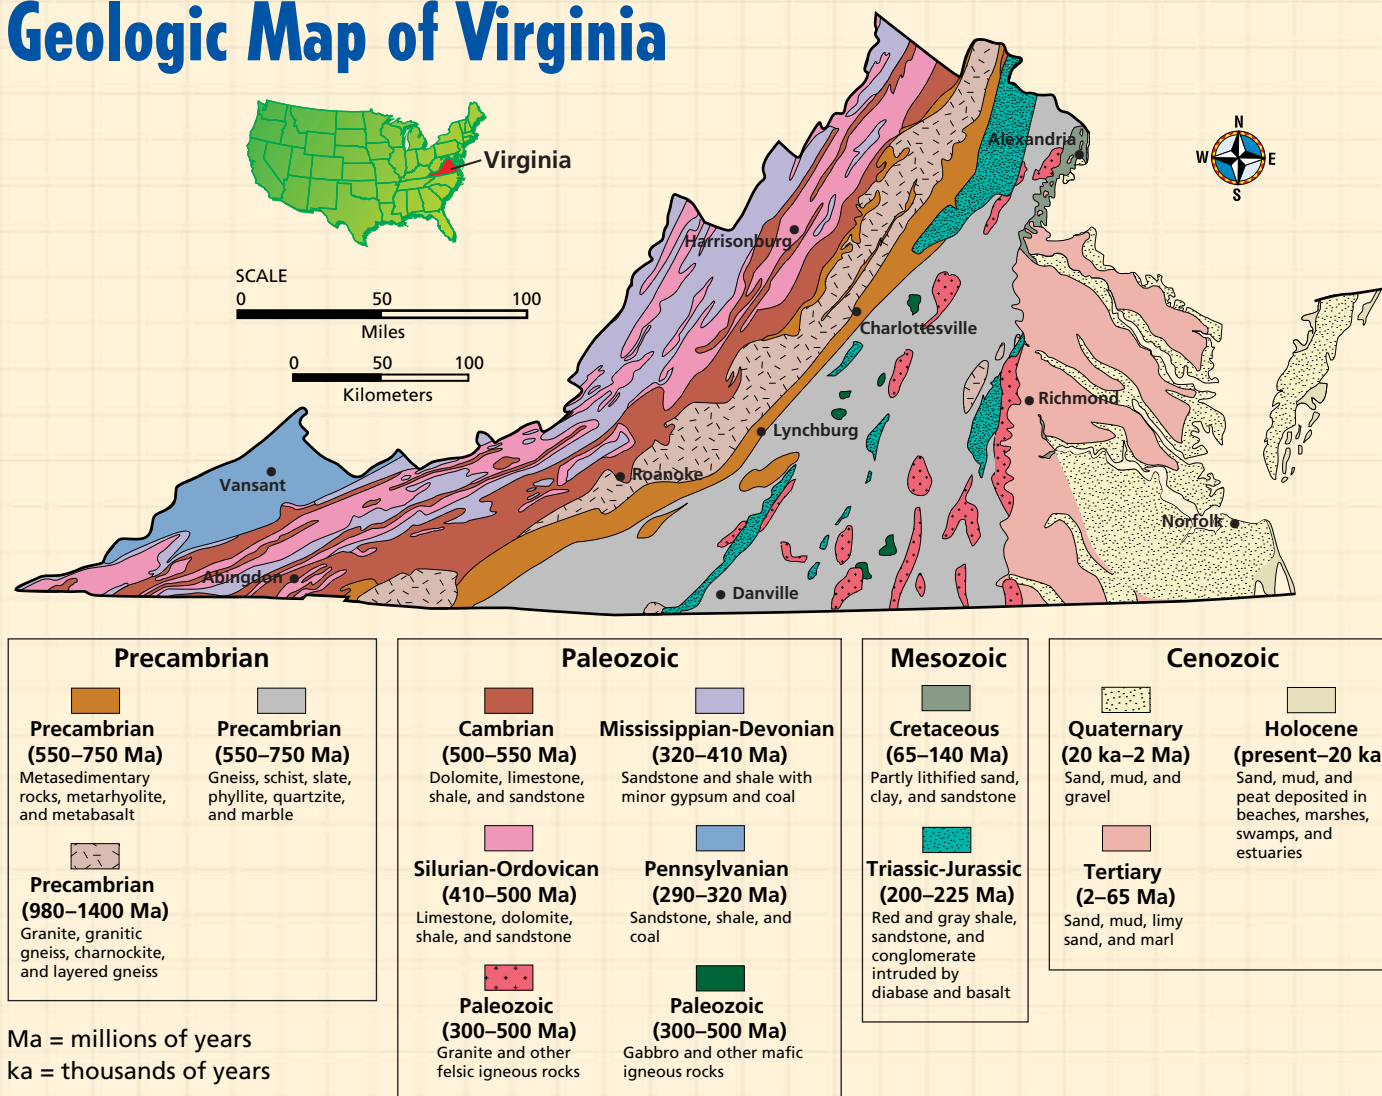 Geologic Map of Virginia
Virginia
N
W E
S
SCALE
0 50 100
Miles
0 50 100
Kilometers
Alexandria
Harrisonburg
Charlottesville
Richmond
Lynchburg
Roanoke
Vansant
Norfolk
Abingdon
Danville
Precambrian
Precambrian
(550–750 Ma)
Metasedimentary
rocks, metarhyolite,
and metabasalt
Precambrian
(550–750 Ma)
Gneiss, schist, slate,
phyllite, quartzite,
and marble
Precambrian
(980–1400 Ma)
Granite, granitic
gneiss, charnockite,
and layered gneiss
Paleozoic
Cambrian
(500–550 Ma)
Dolomite, limestone,
shale, and sandstone
Mississippian-Devonian
(320–410 Ma)
Sandstone and shale with
minor gypsum and coal
Silurian-Ordovican
(410–500 Ma)
Limestone, dolomite,
shale, and sandstone
Pennsylvanian
(290–320 Ma)
Sandstone, shale, and
coal
Paleozoic
(300–500 Ma)
Granite and other
felsic igneous rocks
Paleozoic
(300–500 Ma)
Gabbro and other mafic
igneous rocks
Mesozoic
Cretaceous
(65–140 Ma)
Partly lithified sand,
clay, and sandstone
Triassic-Jurassic
(200–225 Ma)
Red and gray shale,
sandstone, and
conglomerate
intruded by
diabase and basalt
Cenozoic
Quaternary
(20 ka–2 Ma)
Sand, mud, and
gravel
Holocene
(present–20 ka
Sand, mud, and
peat deposited in
beaches, marshes,
swamps, and
estuaries
Tertiary
(2–65 Ma)
Sand, mud, limy
sand, and marl
Ma = millions of years
ka = thousands of years